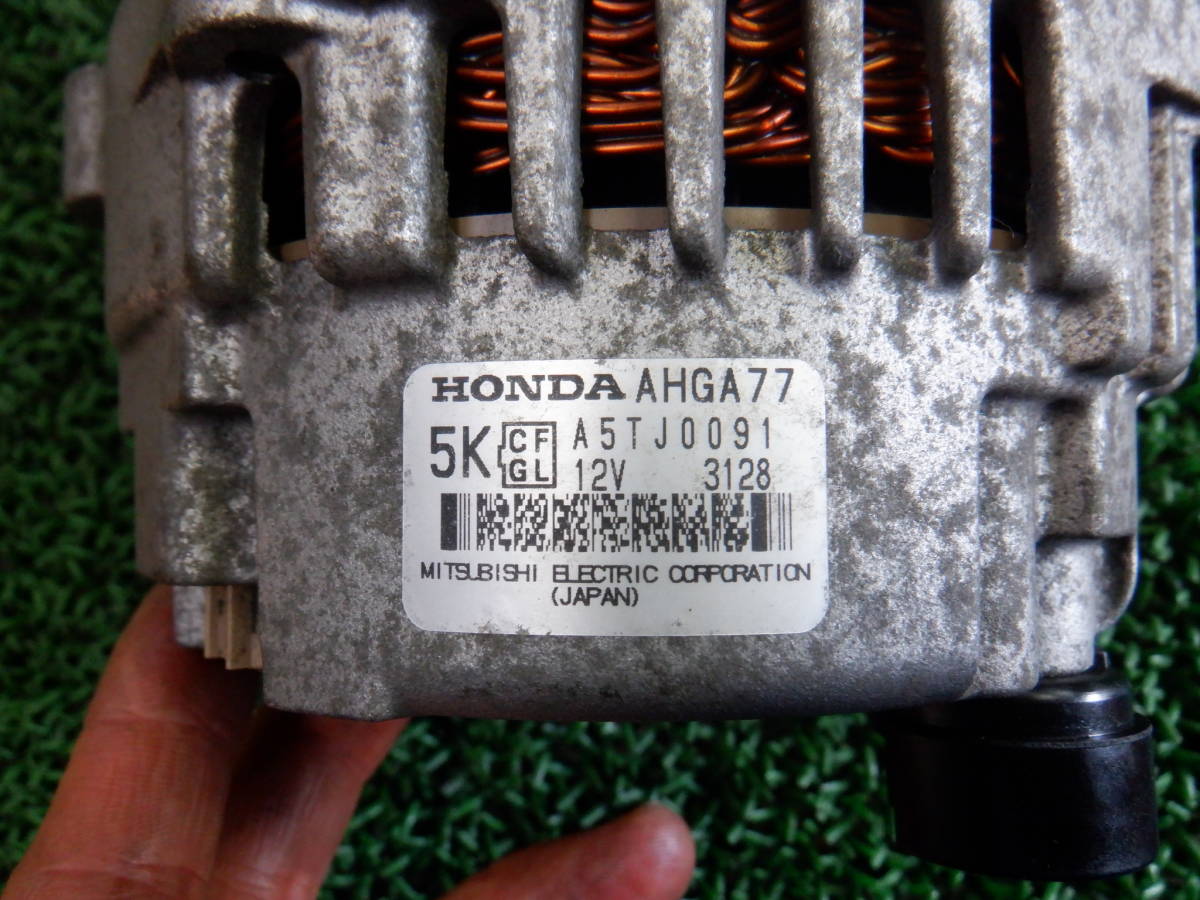 HONDA AHGA77
5K CF GL A5TJ0091
12V 3128
MITSUBISHI ELECTRIC CORPORATION
(JAPAN)